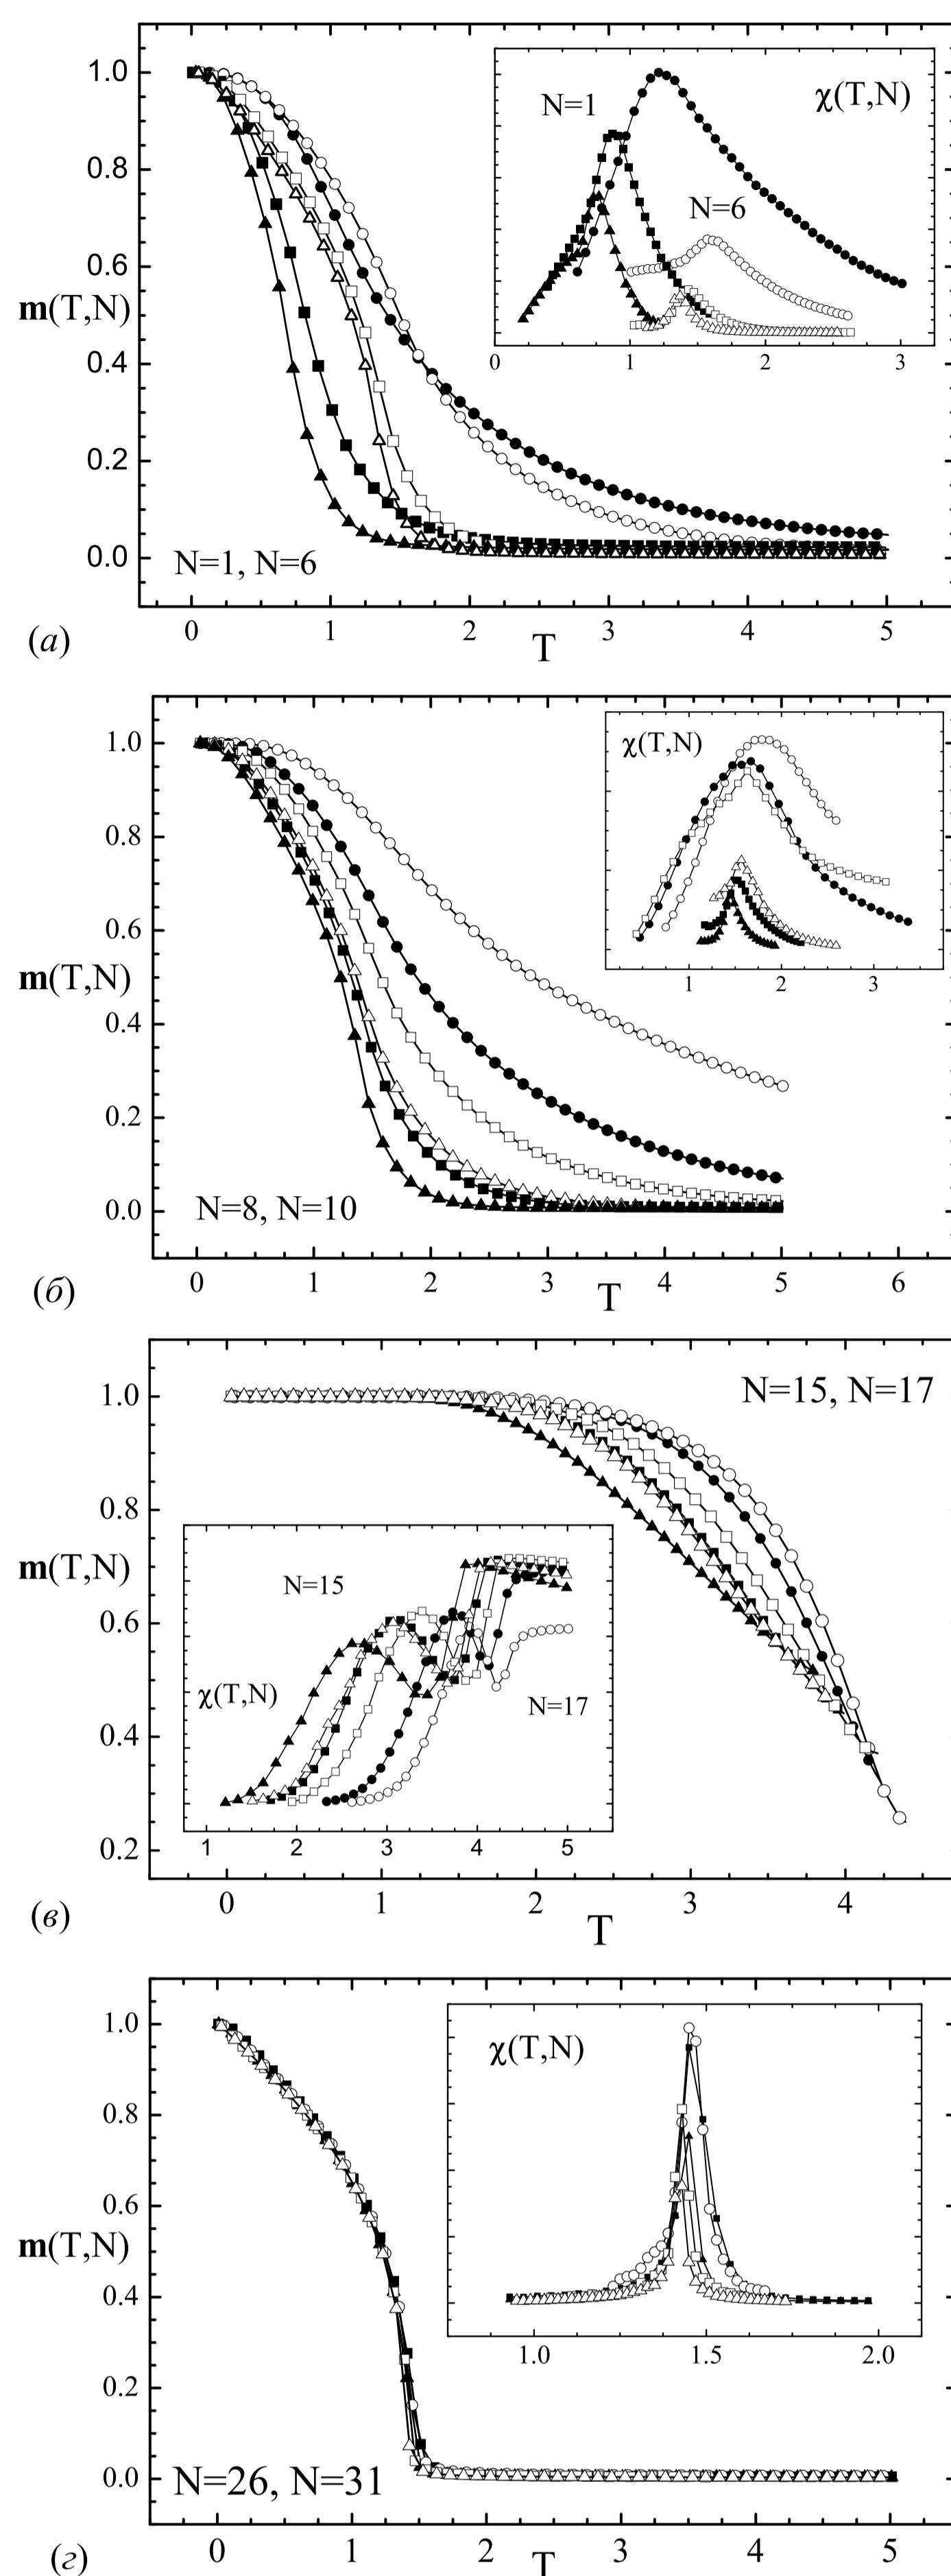 1.0
0.8
0.6
m(T,N)
0.4
0.2
0.0
N=1
χ(T,N)
N=6
0 1 2 3
N=1, N=6
0 1 2 3 4 5
(а) T
1.0
0.8
0.6
m(T,N)
0.4
0.2
0.0
χ(T,N)
1 2 3
N=8, N=10
0 1 2 3 4 5 6
(б) T
1.0
0.8
m(T,N)
0.6
0.4
0.2
N=15, N=17
N=15
χ(T,N)
N=17
1 2 3 4 5
0 1 2 3 4
(в) T
1.0
0.8
0.6
m(T,N)
0.4
0.2
0.0
χ(T,N)
1.0 1.5 2.0
N=26, N=31
0 1 2 3 4 5
(г) T